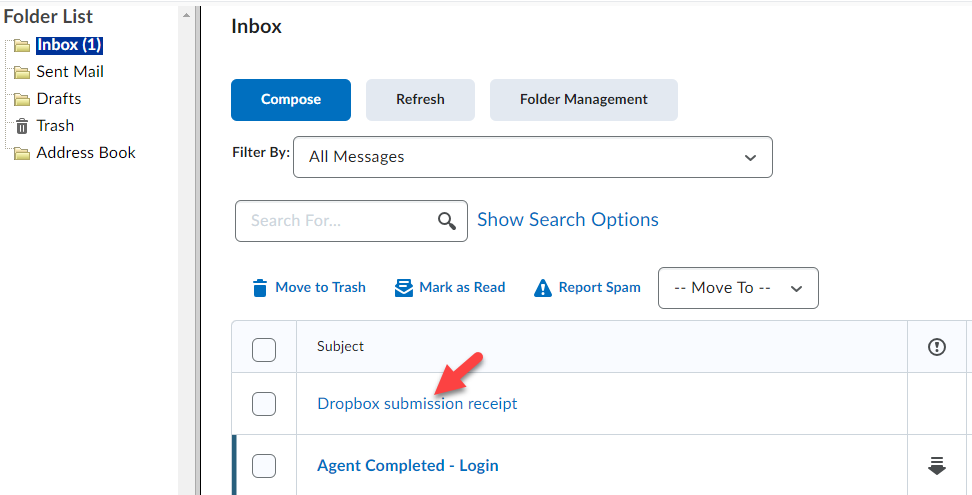 Folder List
Inbox (1)
Sent Mail
Drafts
Trash
Address Book
Inbox
Compose Refresh Folder Management
Filter By: All Messages
Search For... Show Search Options
Move to Trash Mark as Read Report Spam -- Move To --
Subject
Dropbox submission receipt
Agent Completed - Login